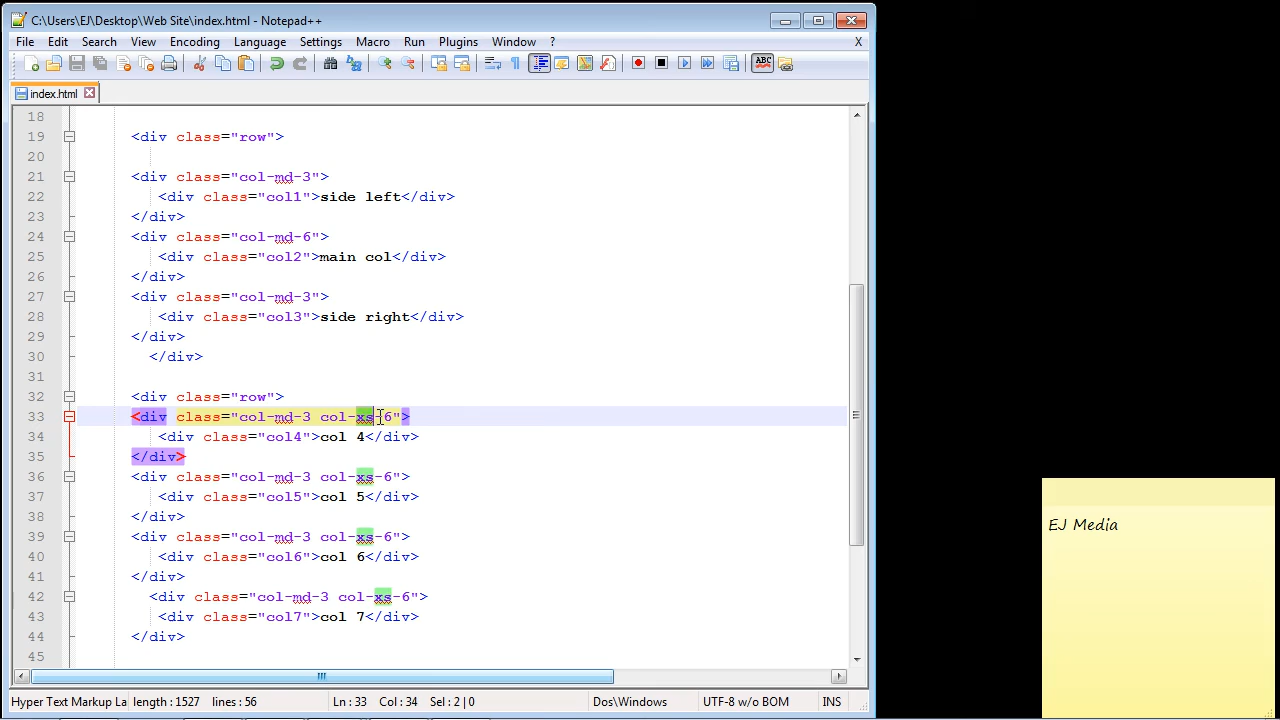 C:\Users\EJ\Desktop\Web Site\index.html - Notepad++
File Edit Search View Encoding Language Settings Macro Run Plugins Window ? X
ABC
index.html
18
19 <div class="row">
20
21 <div class="col-md-3">
22 <div class="col1">side left</div>
23 </div>
24 <div class="col-md-6">
25 <div class="col2">main col</div>
26 </div>
27 <div class="col-md-3">
28 <div class="col3">side right</div>
29 </div>
30 </div>
31
32 <div class="row">
33 <div class="col-md-3 col-xs-6">
34 <div class="col4">col 4</div>
35 </div>
36 <div class="col-md-3 col-xs-6">
37 <div class="col5">col 5</div>
38 </div>
39 <div class="col-md-3 col-xs-6">
40 <div class="col6">col 6</div>
41 </div>
42 <div class="col-md-3 col-xs-6">
43 <div class="col7">col 7</div>
44 </div>
45
EJ Media
Hyper Text Markup La length : 1527 lines : 56 Ln : 33 Col : 34 Sel : 2 | 0 Dos\Windows UTF-8 w/o BOM INS